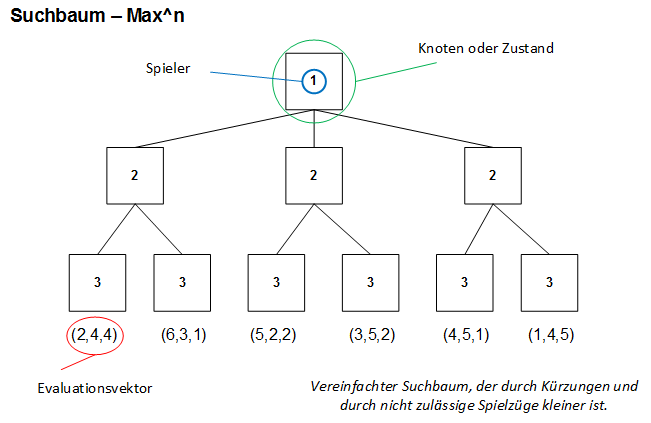 Suchbaum – Max^n
Knoten oder Zustand
Spieler
1
2 2 2
3 3 3 3 3 3
(2,4,4) (6,3,1) (5,2,2) (3,5,2) (4,5,1) (1,4,5)
Evaluationsvektor
Vereinfachter Suchbaum, der durch Kürzungen und
durch nicht zulässige Spielzüge kleiner ist.